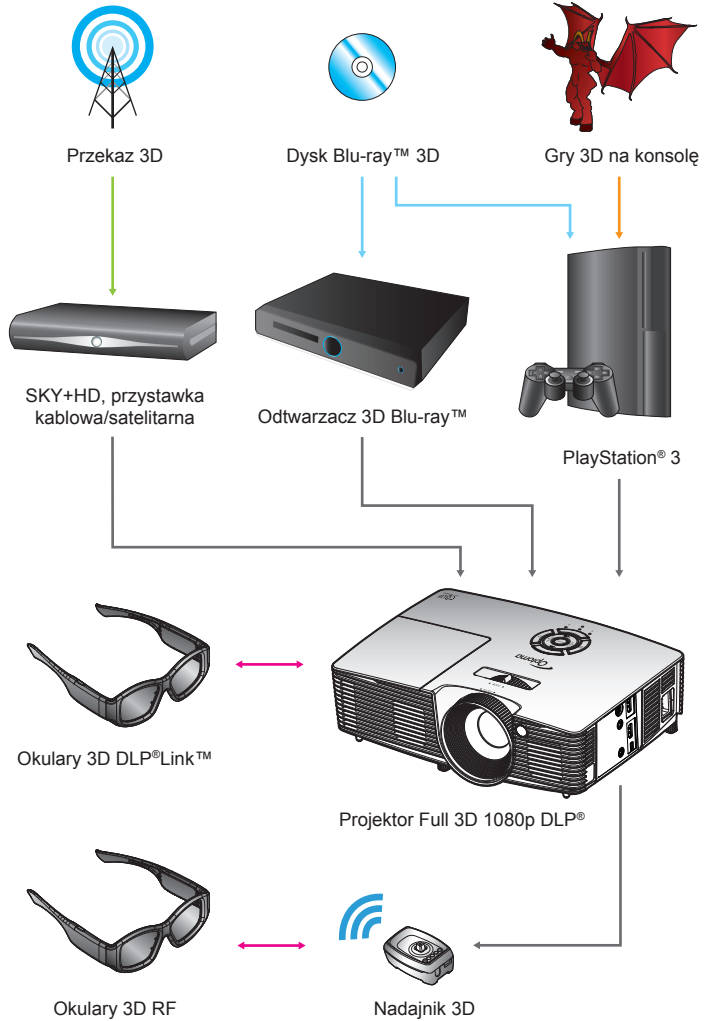 Przekaz 3D
Dysk Blu-ray™ 3D
Gry 3D na konsolę
SKY+HD, przystawka
kablowa/satelitarna
Odtwarzacz 3D Blu-ray™
PlayStation® 3
Okulary 3D DLP®Link™
Optoma
Projektor Full 3D 1080p DLP®
Okulary 3D RF
Nadajnik 3D